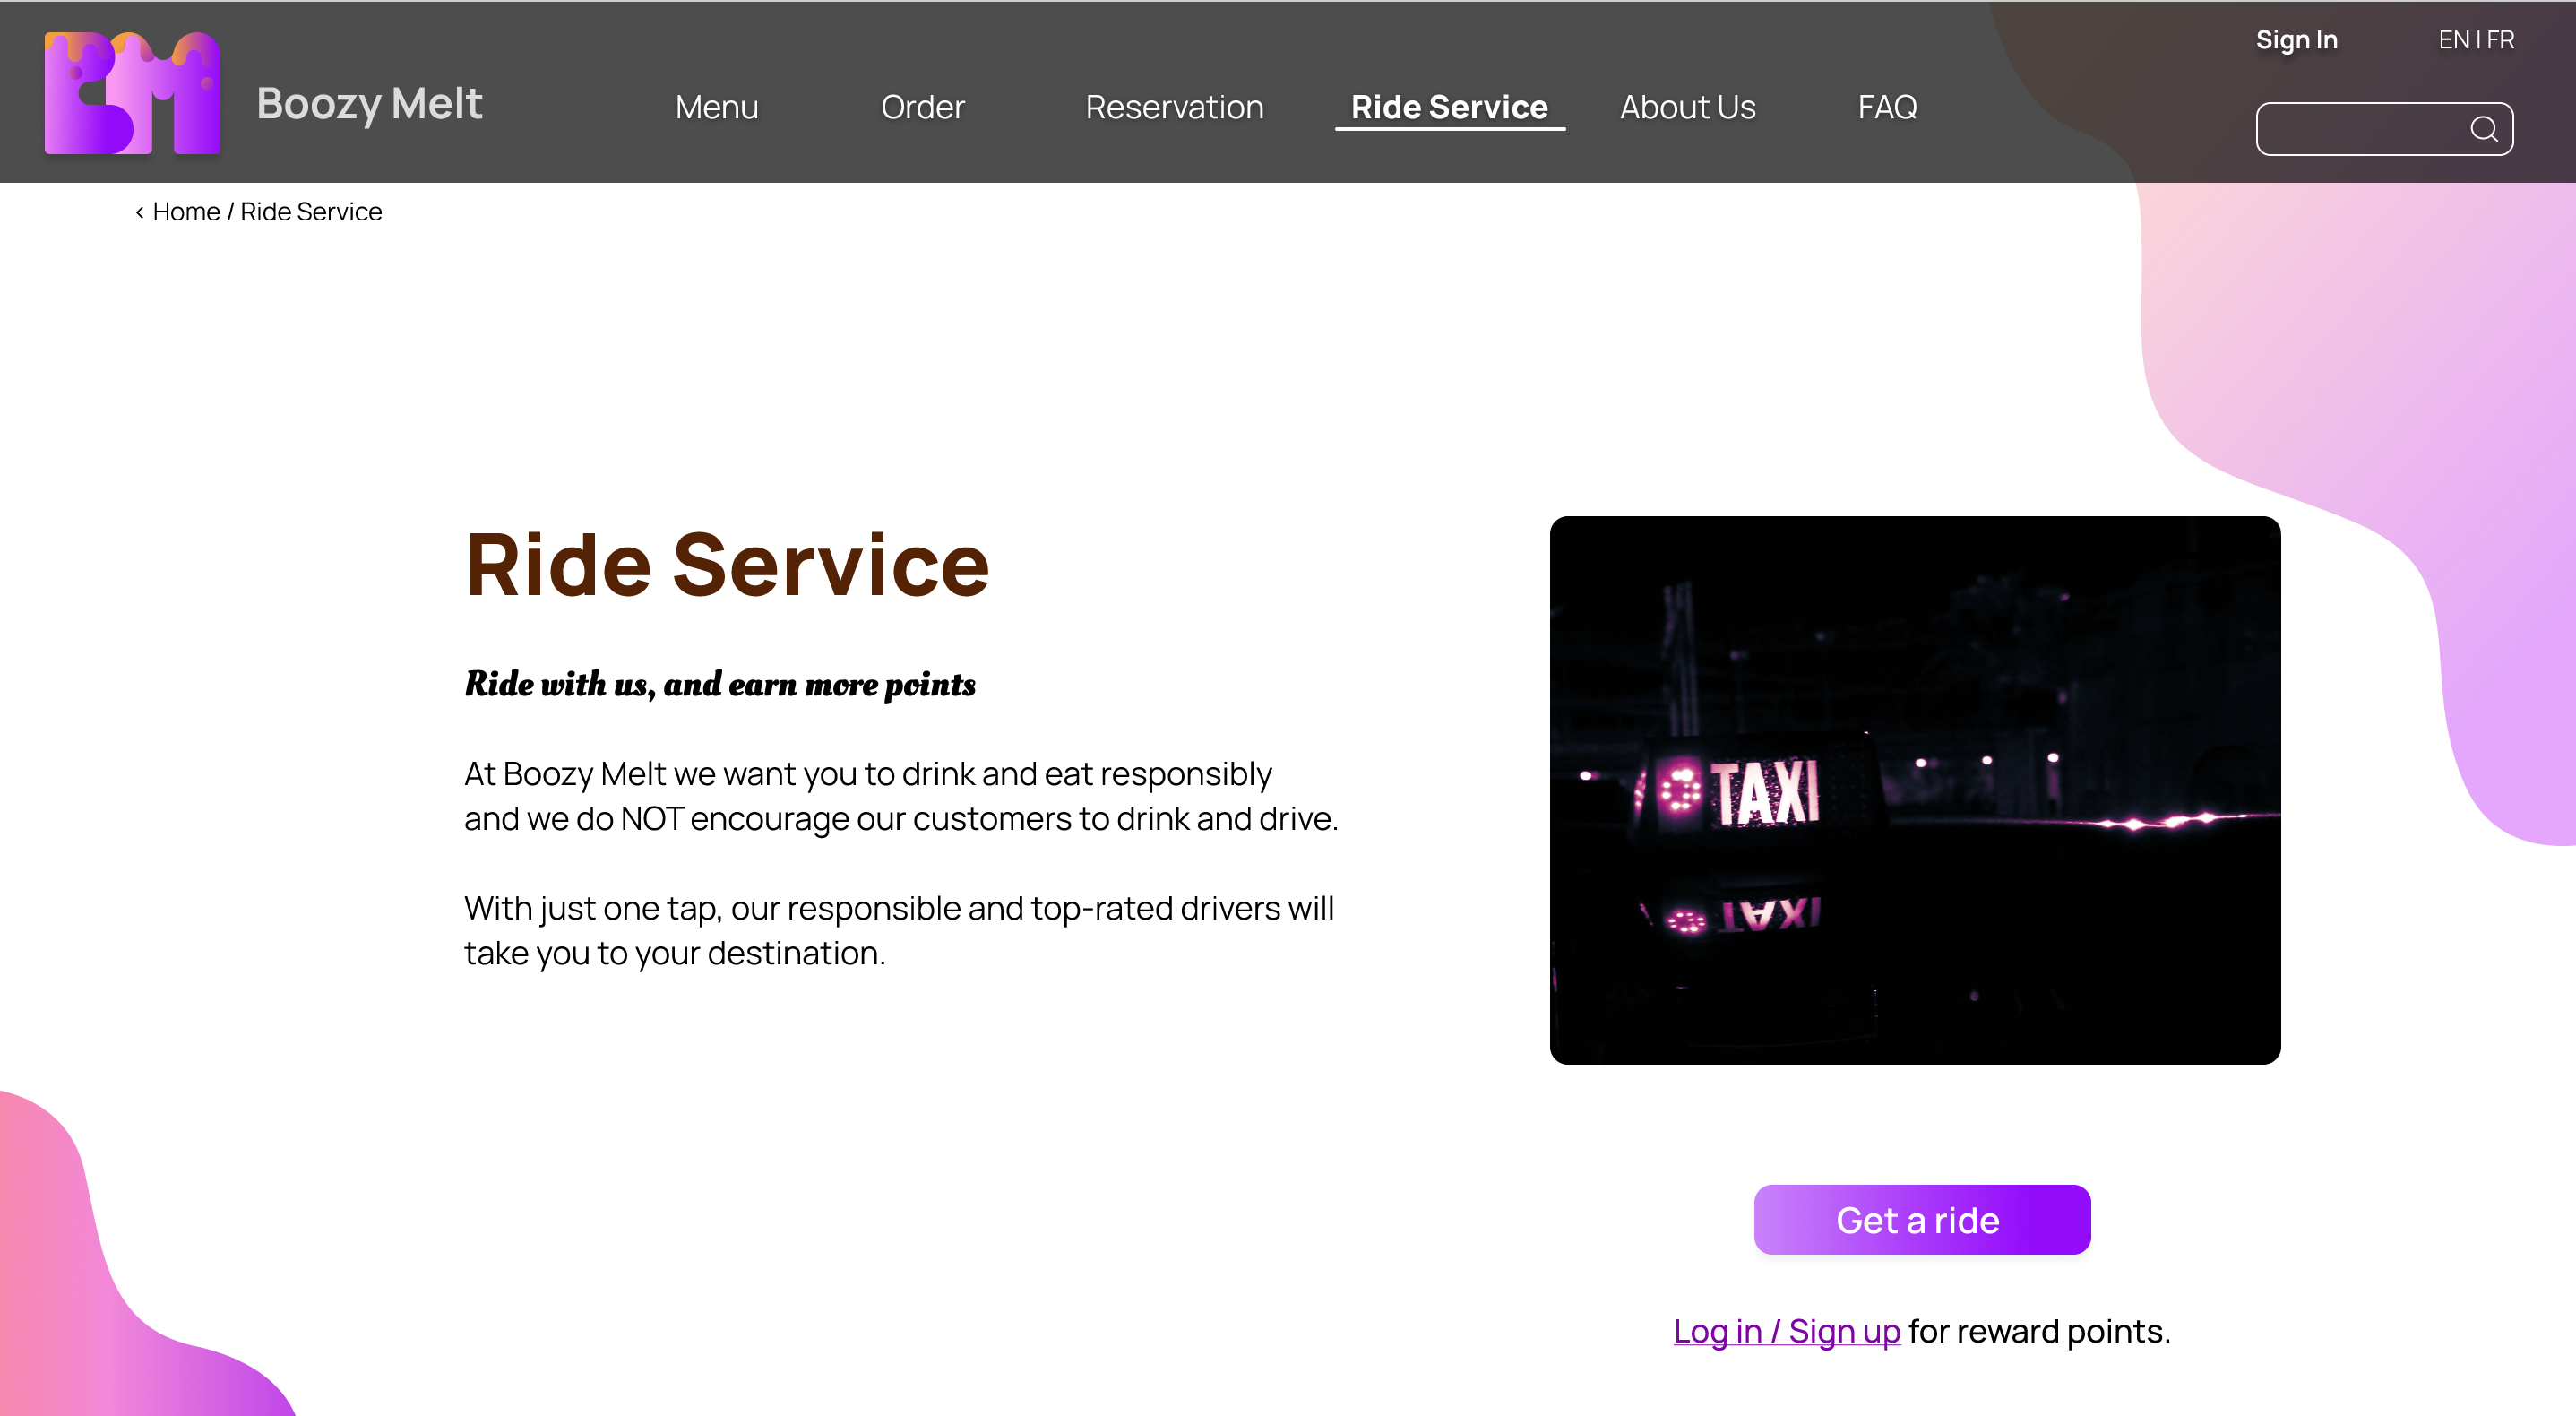 BM
Boozy Melt
Menu
Order
Reservation
Ride Service
About Us
FAQ
Sign In
EN | FR
< Home / Ride Service
Ride Service
Ride with us, and earn more points
At Boozy Melt we want you to drink and eat responsibly
and we do NOT encourage our customers to drink and drive.
With just one tap, our responsible and top-rated drivers will
take you to your destination.
TAXI
TAXI
Get a ride
Log in / Sign up for reward points.